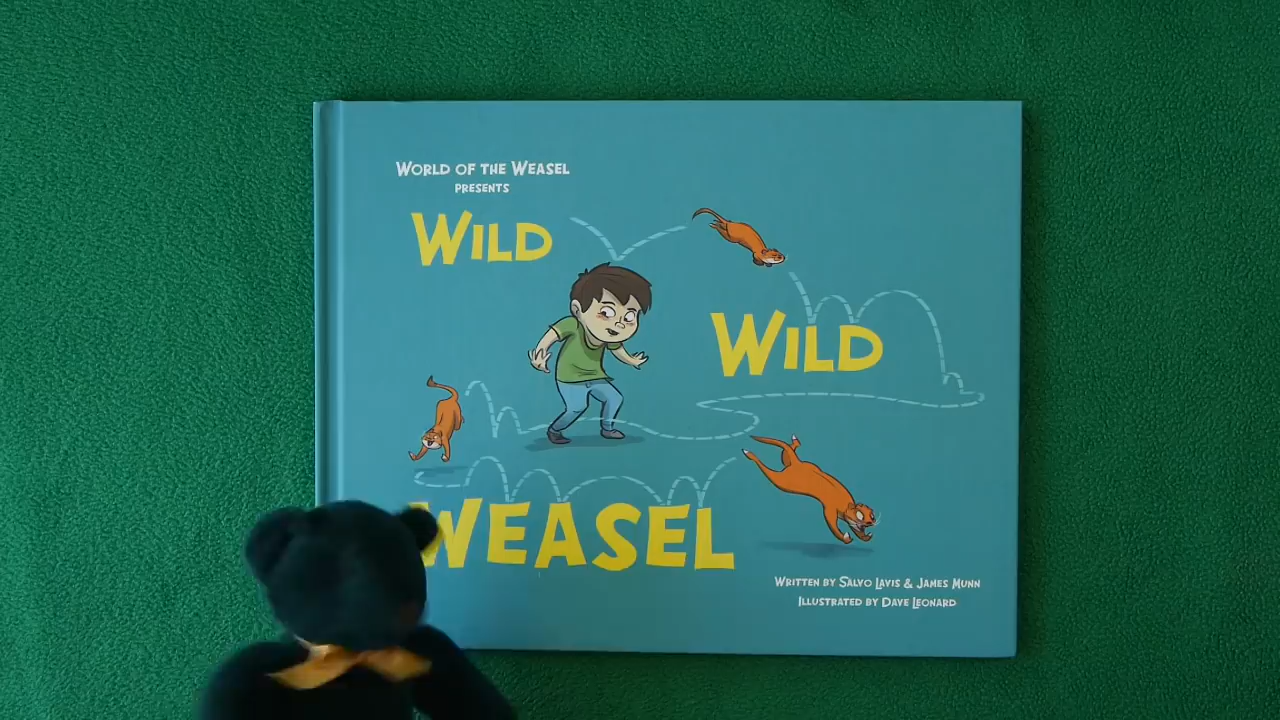 World of the Weasel
presents
Wild
Wild
Weasel
Written by Salvo Lavis & James Munn
Illustrated by Dave Leonard